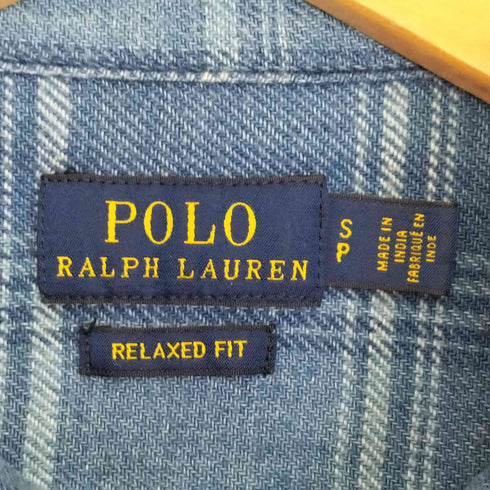 POLO
RALPH LAUREN
S
P
MADE IN
INDIA
FABRIQUÉ EN
INDE
RELAXED FIT